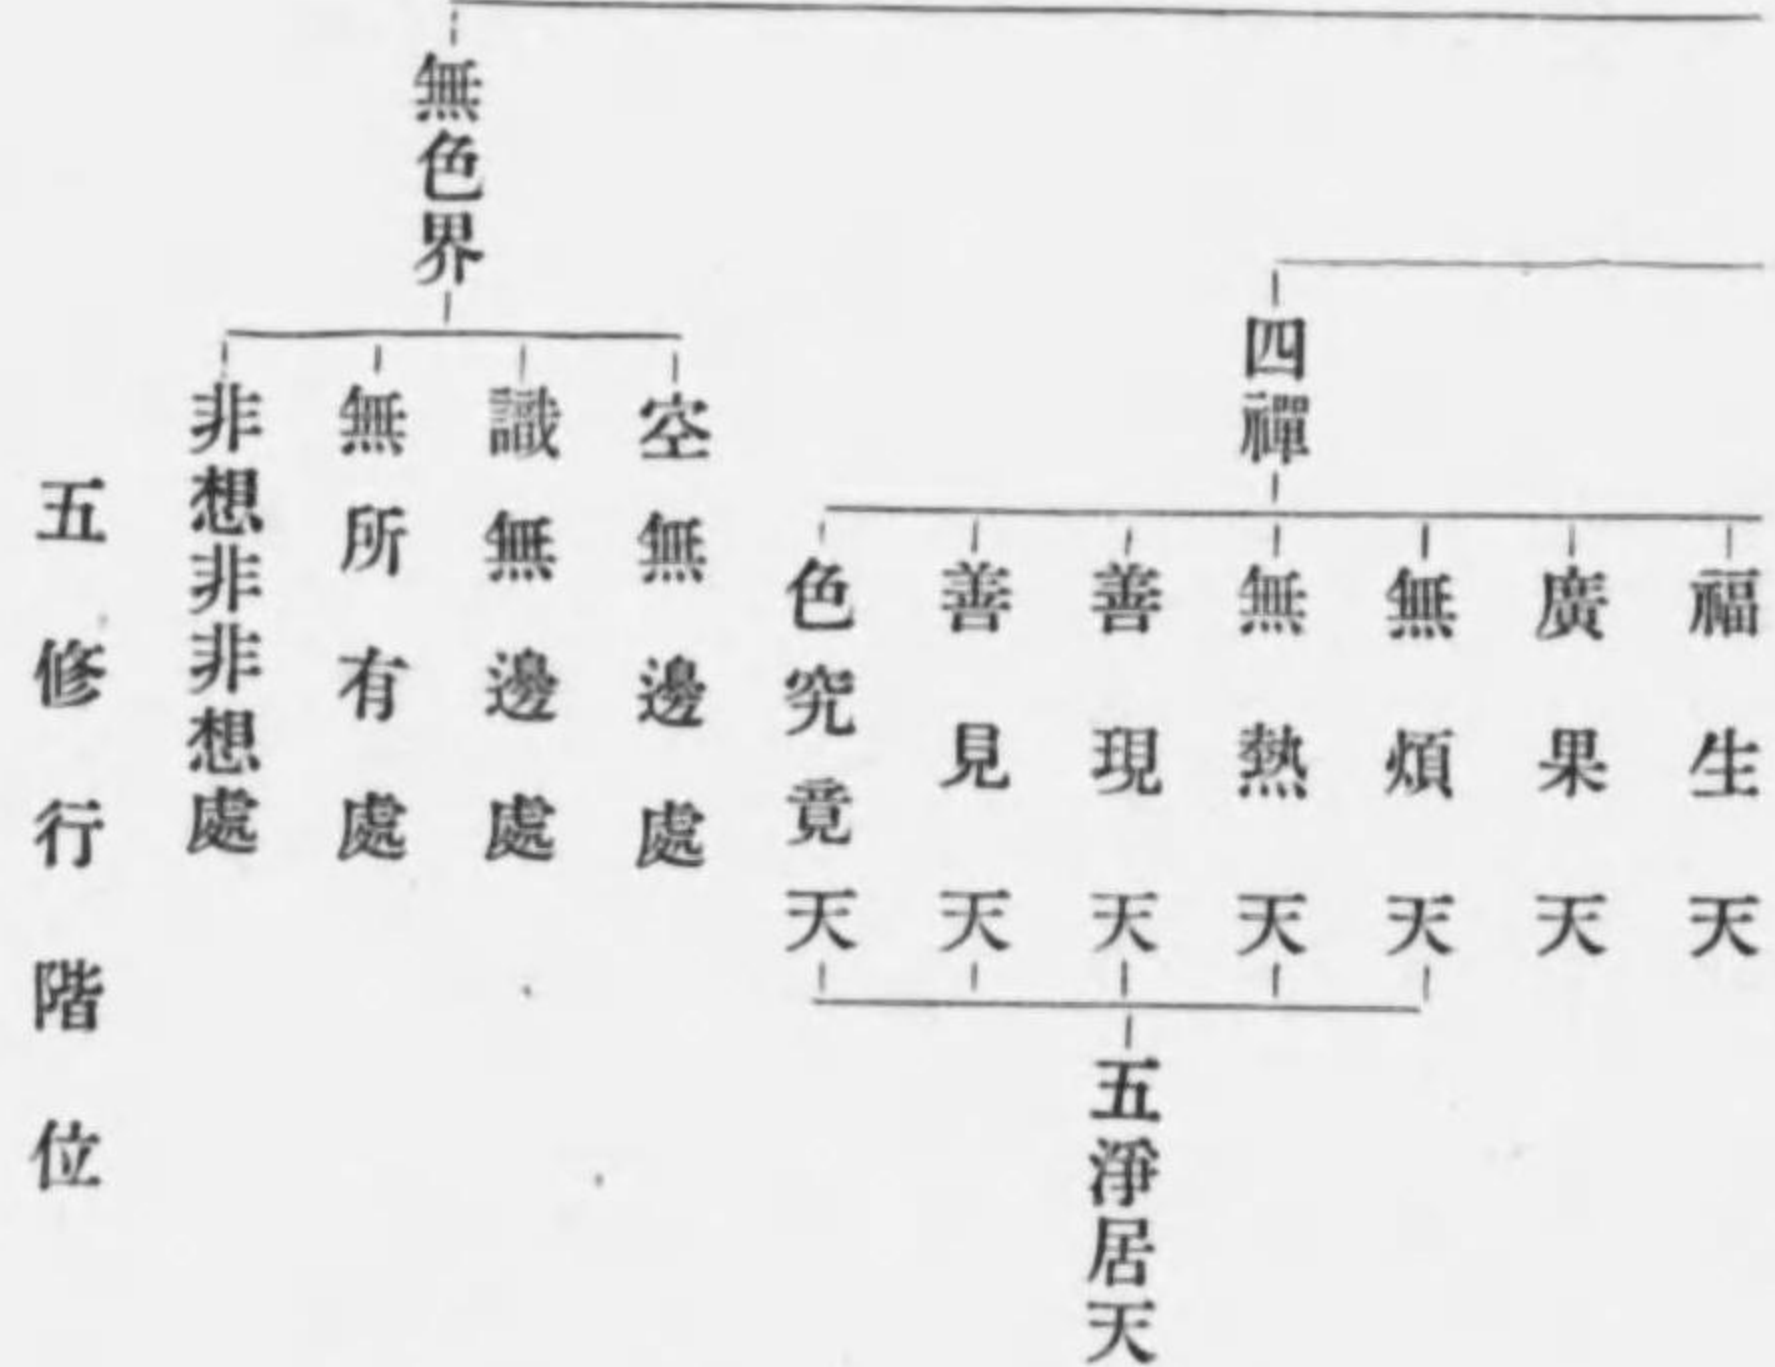 四禪
福生天
廣果天
無煩天
無熱天
善現天
善見天
色究竟天
五淨居天
無色界
空無邊處
識無邊處
無所有處
非想非非想處
五修行階位